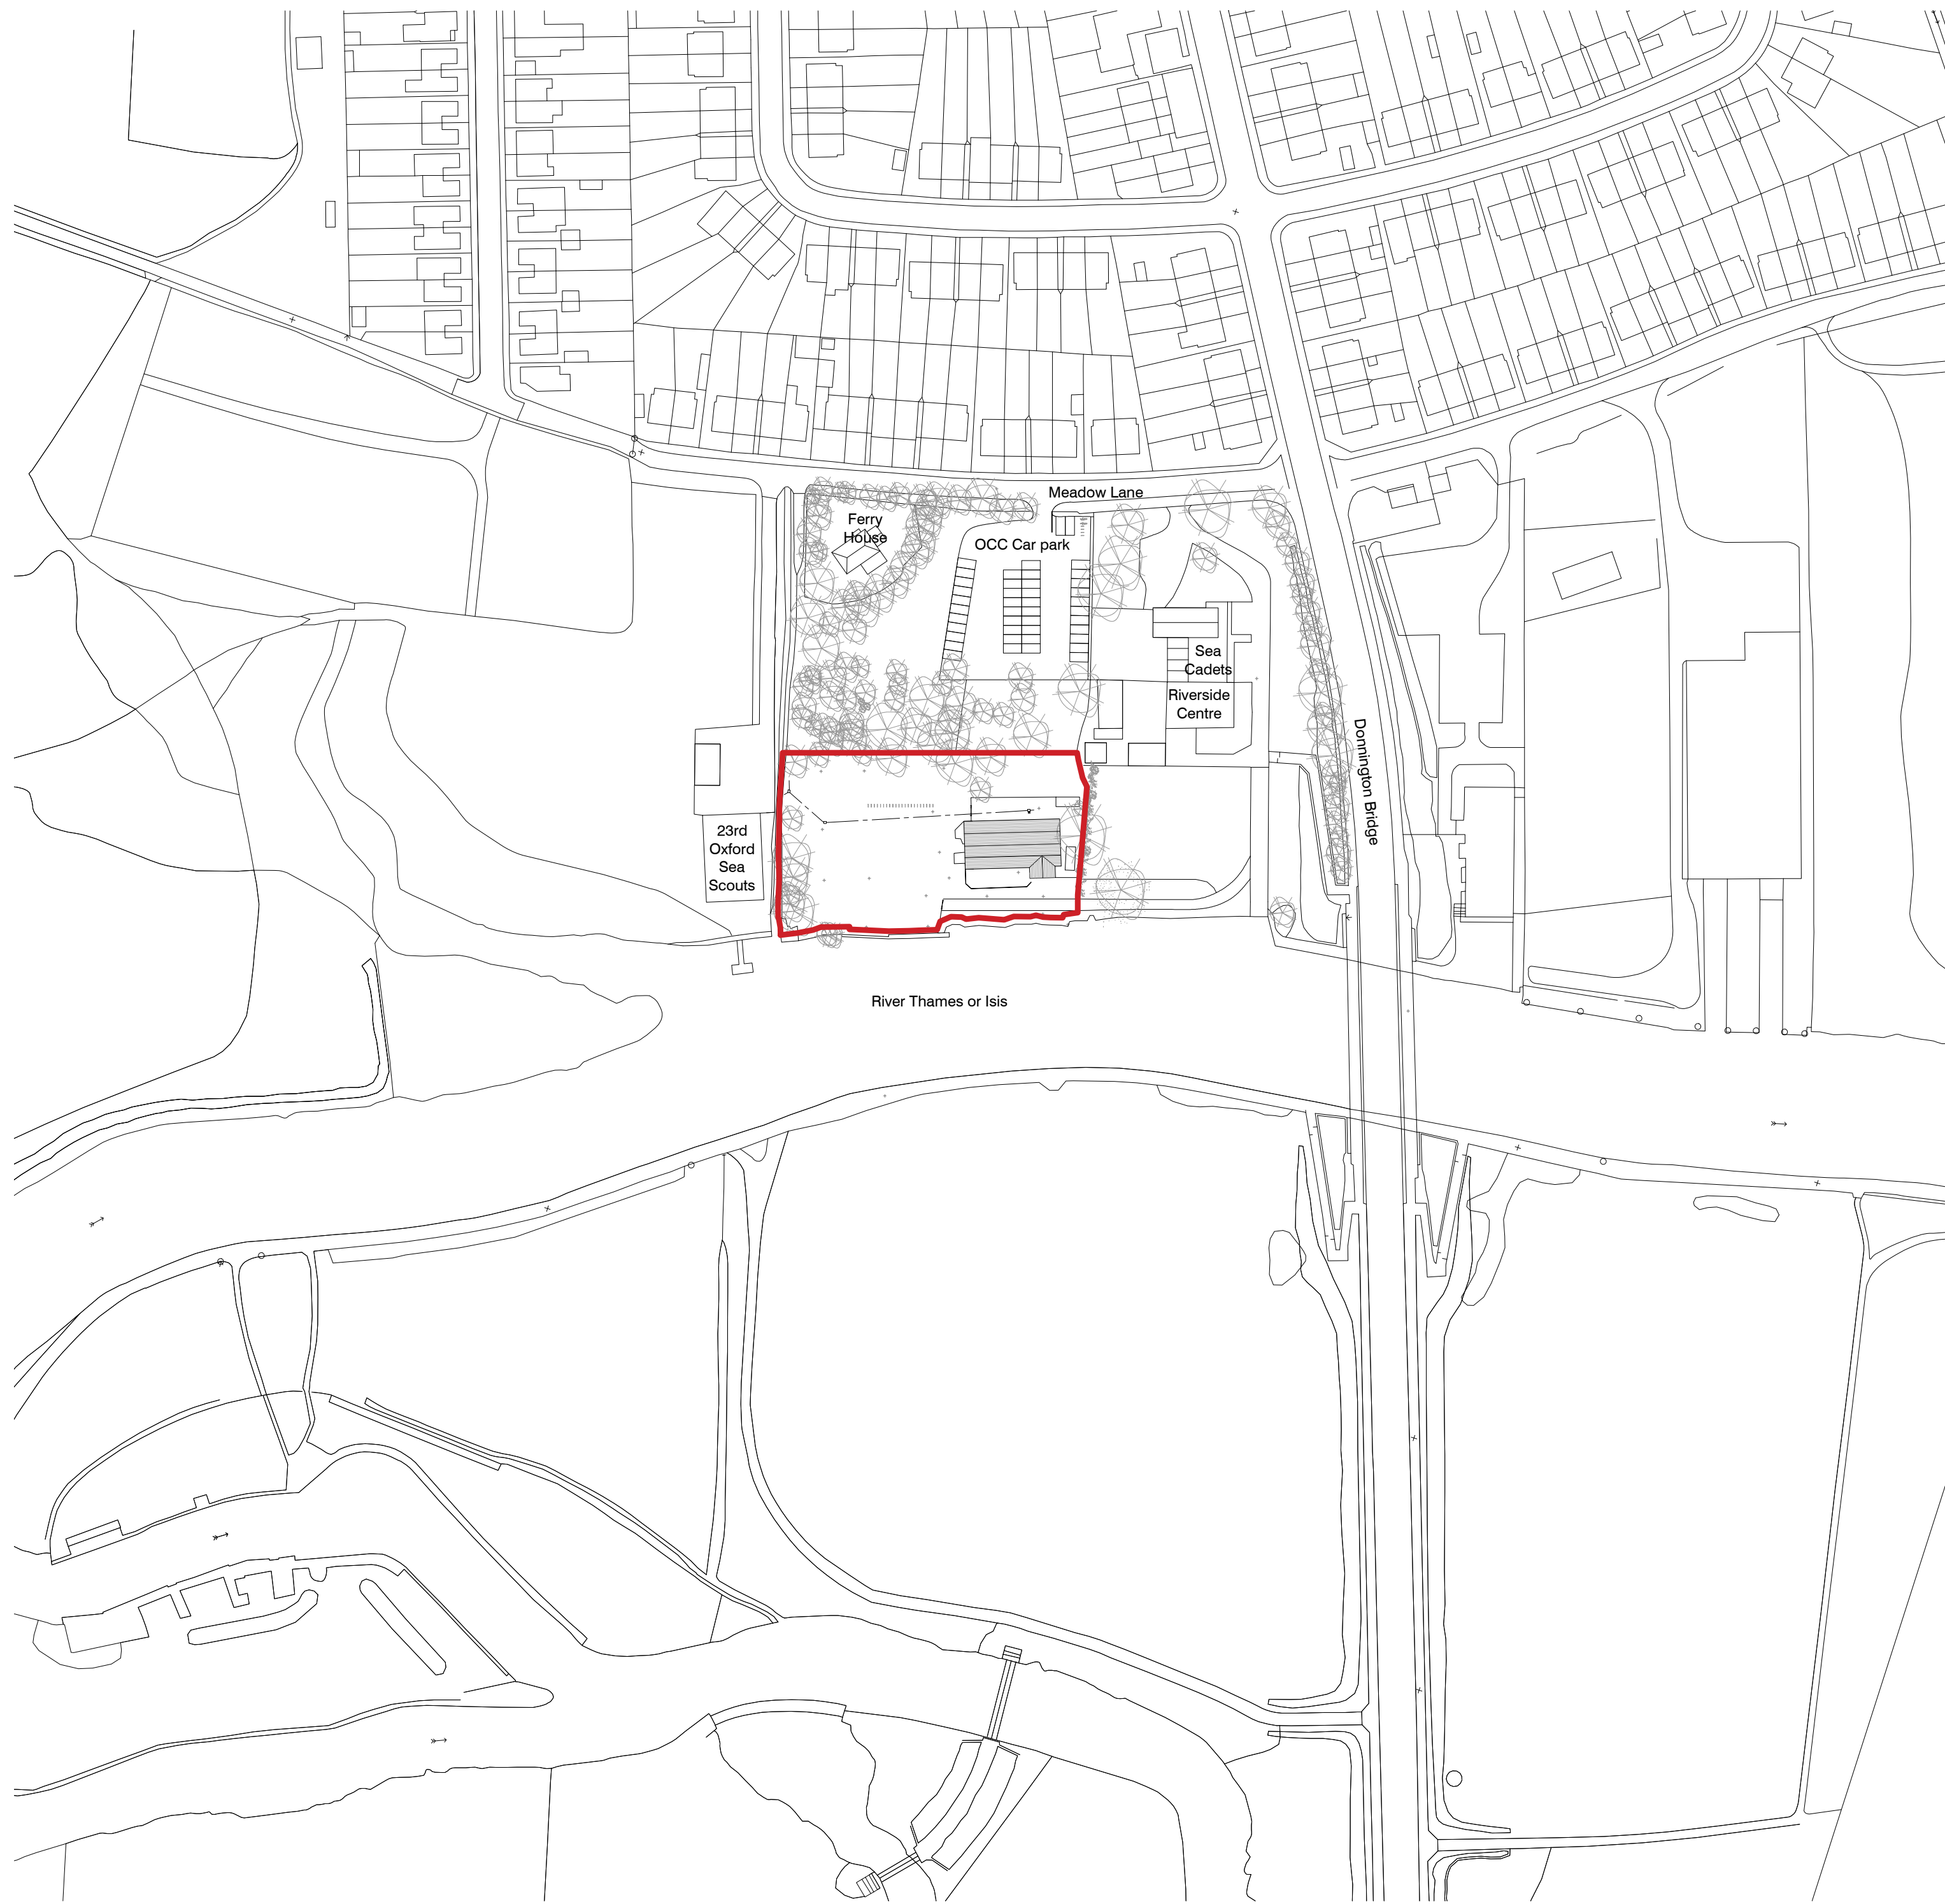 Meadow Lane
Ferry
House
OCC Car park
Sea
Cadets
Riverside
Centre
Donnington Bridge
23rd
Oxford
Sea
Scouts
River Thames or Isis